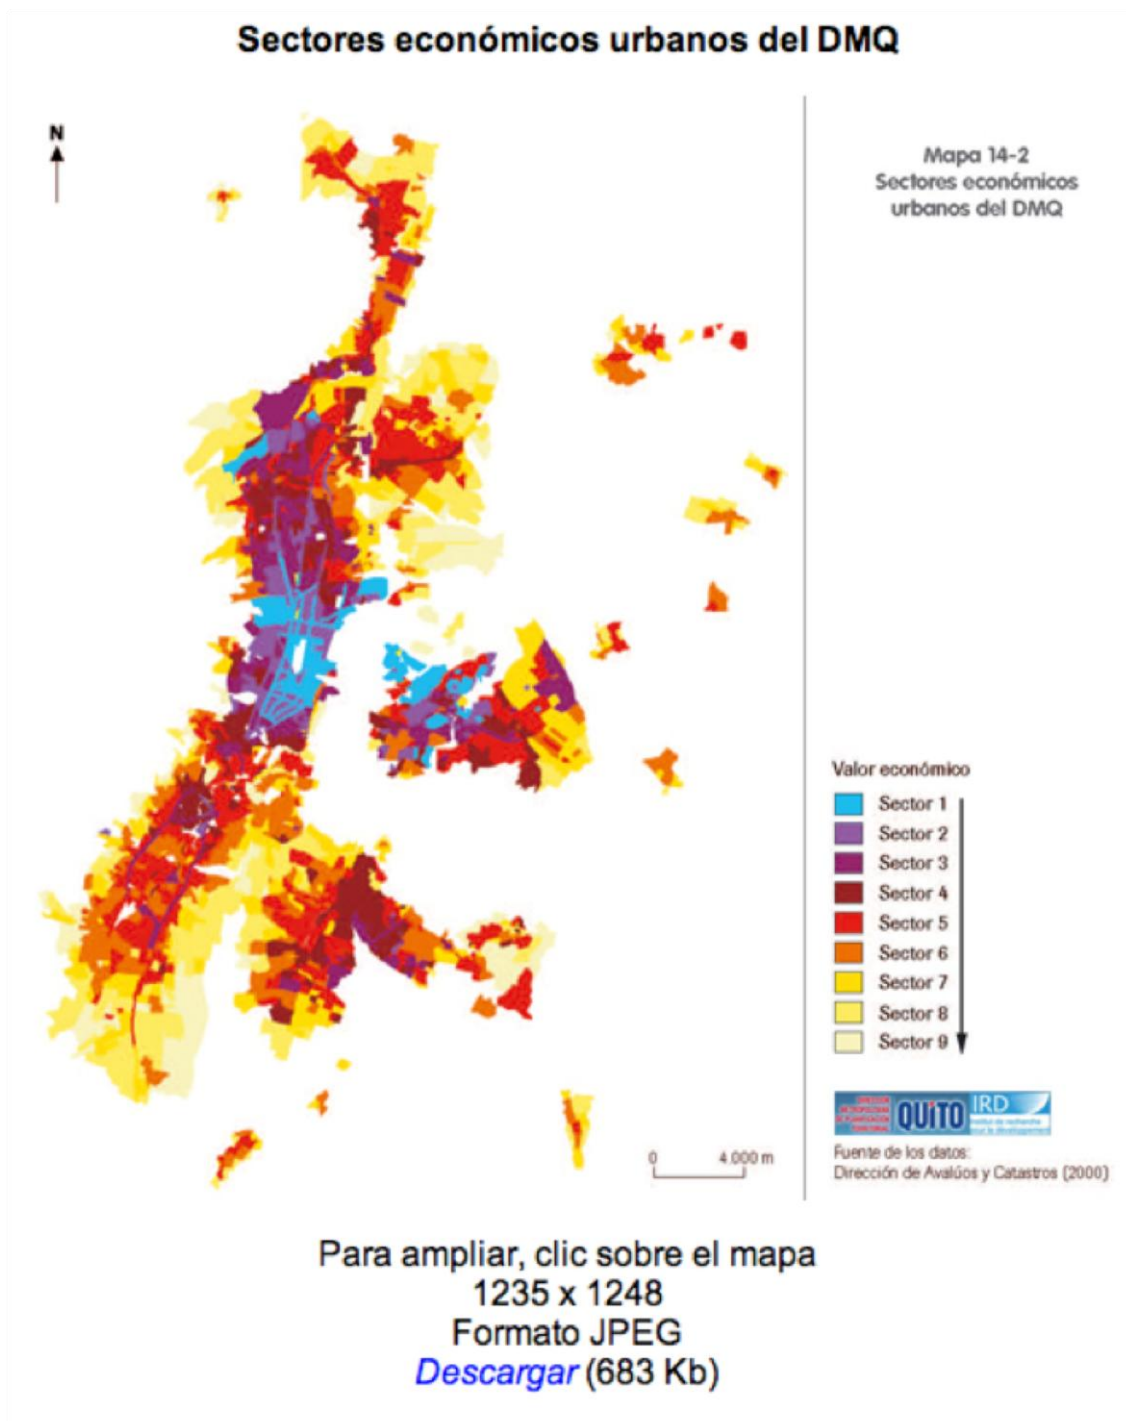 Sectores económicos urbanos del DMQ
N
Mapa 14-2
Sectores económicos
urbanos del DMQ
Valor económico
Sector 1
Sector 2
Sector 3
Sector 4
Sector 5
Sector 6
Sector 7
Sector 8
Sector 9
QUITO
IRD
0 4.000 m
Fuente de los datos:
Dirección de Avalúos y Catastros (2000)
Para ampliar, clic sobre el mapa
1235 x 1248
Formato JPEG
Descargar (683 Kb)